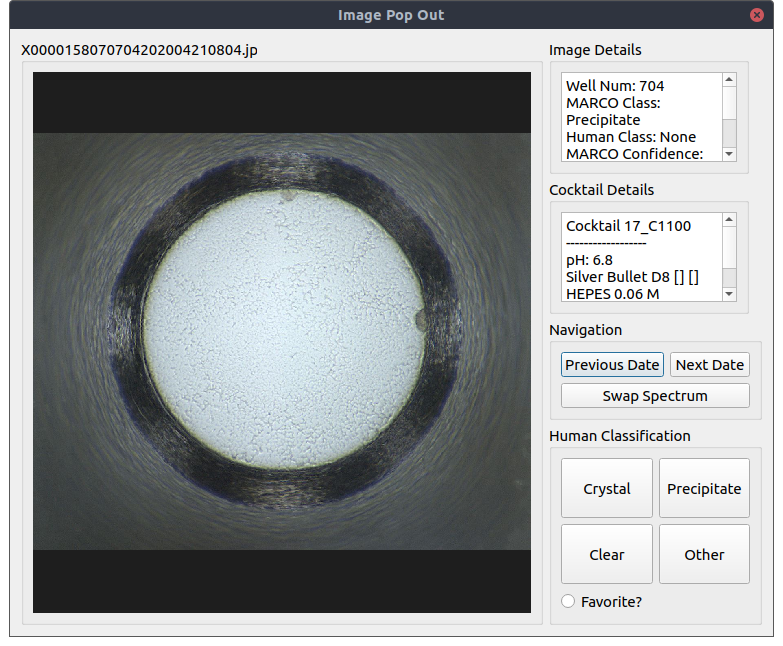 Image Pop Out
X0000158070704202004210804.jp
Image Details
Well Num: 704
MARCO Class:
Precipitate
Human Class: None
MARCO Confidence:
Cocktail Details
Cocktail 17_C1100
------------------
pH: 6.8
Silver Bullet D8 [] []
HEPES 0.06 M
Navigation
Previous Date
Next Date
Swap Spectrum
Human Classification
Crystal
Precipitate
Clear
Other
Favorite?